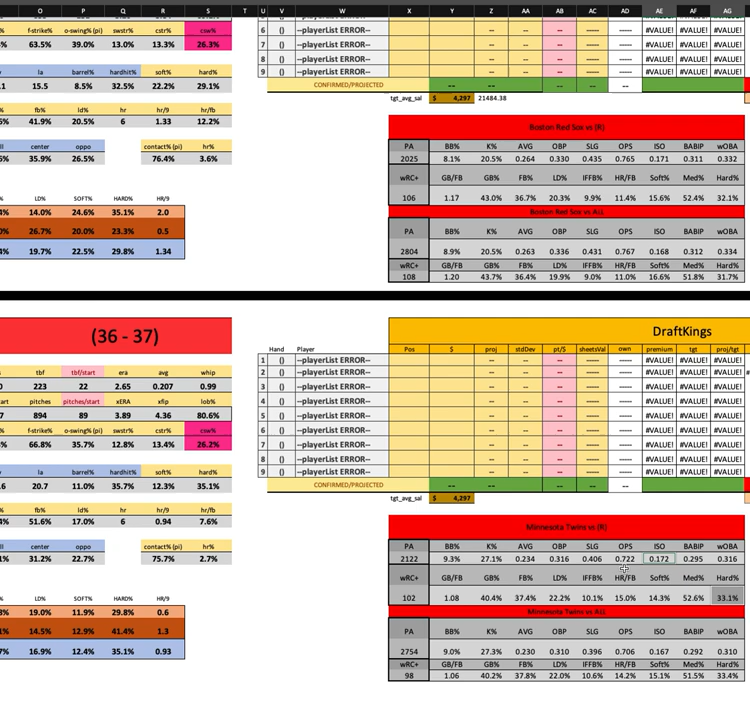 O P Q R S T U V W X Y Z AA AB AC AD AE AF AG
f-strike% o-swing% (pi) swstr% cstr% csw%
63.5% 39.0% 13.0% 13.3% 26.3%
la barrel% hardhit% soft% hard%
15.5 8.5% 32.5% 22.2% 29.1%
fb% ld% hr hr/9 hr/fb
41.9% 20.5% 6 1.33 12.2%
center oppo contact% (pi) hr%
35.9% 26.5% 76.4% 3.6%
LD% SOFT% HARD% HR/9
14.0% 24.6% 35.1% 2.0
26.7% 20.0% 23.3% 0.5
19.7% 22.5% 29.8% 1.34
6 () --playerList ERROR-- -- -- -- ----- ----- #VALUE! #VALUE! #VALUE!
7 () --playerList ERROR-- -- -- -- ----- ----- #VALUE! #VALUE! #VALUE!
8 () --playerList ERROR-- -- -- -- ----- ----- #VALUE! #VALUE! #VALUE!
9 () --playerList ERROR-- -- -- -- ----- ----- #VALUE! #VALUE! #VALUE!
CONFIRMED/PROJECTED -- -- -- -- --
tgt_avg_sal $ 4,297 21484.38
Boston Red Sox vs (R)
PA BB% K% AVG OBP SLG OPS ISO BABIP wOBA
2025 8.1% 20.5% 0.264 0.330 0.435 0.765 0.171 0.311 0.332
wRC+ GB/FB GB% FB% LD% IFFB% HR/FB Soft% Med% Hard%
106 1.17 43.0% 36.7% 20.3% 9.9% 11.4% 15.6% 52.4% 32.1%
Boston Red Sox vs ALL
PA BB% K% AVG OBP SLG OPS ISO BABIP wOBA
2804 8.9% 20.5% 0.263 0.336 0.431 0.767 0.168 0.312 0.334
wRC+ GB/FB GB% FB% LD% IFFB% HR/FB Soft% Med% Hard%
108 1.20 43.7% 36.4% 19.9% 9.0% 11.0% 16.6% 51.8% 31.7%
(36 - 37)
tbf tbf/start era avg whip
223 22 2.65 0.207 0.99
pitches pitches/start xERA xfip lob%
894 89 3.89 4.36 80.6%
f-strike% o-swing% (pi) swstr% cstr% csw%
66.8% 35.7% 12.8% 13.4% 26.2%
la barrel% hardhit% soft% hard%
20.7 11.0% 35.7% 12.3% 35.1%
fb% ld% hr hr/9 hr/fb
51.6% 17.0% 6 0.94 7.6%
center oppo contact% (pi) hr%
31.2% 22.7% 75.7% 2.7%
LD% SOFT% HARD% HR/9
19.0% 11.9% 29.8% 0.6
14.5% 12.9% 41.4% 1.3
16.9% 12.4% 35.1% 0.93
DraftKings
Hand Player Pos $ proj stdDev pt/$ sheetsVal own premium tgt proj/tgt
1 () --playerList ERROR-- -- -- -- ----- ----- #VALUE! #VALUE! #VALUE!
2 () --playerList ERROR-- -- -- -- ----- ----- #VALUE! #VALUE! #VALUE!
3 () --playerList ERROR-- -- -- -- ----- ----- #VALUE! #VALUE! #VALUE!
4 () --playerList ERROR-- -- -- -- ----- ----- #VALUE! #VALUE! #VALUE!
5 () --playerList ERROR-- -- -- -- ----- ----- #VALUE! #VALUE! #VALUE!
6 () --playerList ERROR-- -- -- -- ----- ----- #VALUE! #VALUE! #VALUE!
7 () --playerList ERROR-- -- -- -- ----- ----- #VALUE! #VALUE! #VALUE!
8 () --playerList ERROR-- -- -- -- ----- ----- #VALUE! #VALUE! #VALUE!
9 () --playerList ERROR-- -- -- -- ----- ----- #VALUE! #VALUE! #VALUE!
CONFIRMED/PROJECTED -- -- -- -- --
tgt_avg_sal $ 4,297
Minnesota Twins vs (R)
PA BB% K% AVG OBP SLG OPS ISO BABIP wOBA
2122 9.3% 27.1% 0.234 0.316 0.406 0.722 0.172 0.295 0.316
wRC+ GB/FB GB% FB% LD% IFFB% HR/FB Soft% Med% Hard%
102 1.08 40.4% 37.4% 22.2% 10.1% 15.0% 14.3% 52.6% 33.1%
Minnesota Twins vs ALL
PA BB% K% AVG OBP SLG OPS ISO BABIP wOBA
2754 9.0% 27.3% 0.230 0.310 0.396 0.706 0.167 0.292 0.310
wRC+ GB/FB GB% FB% LD% IFFB% HR/FB Soft% Med% Hard%
98 1.06 40.2% 37.8% 22.0% 10.6% 14.2% 15.1% 51.5% 33.4%